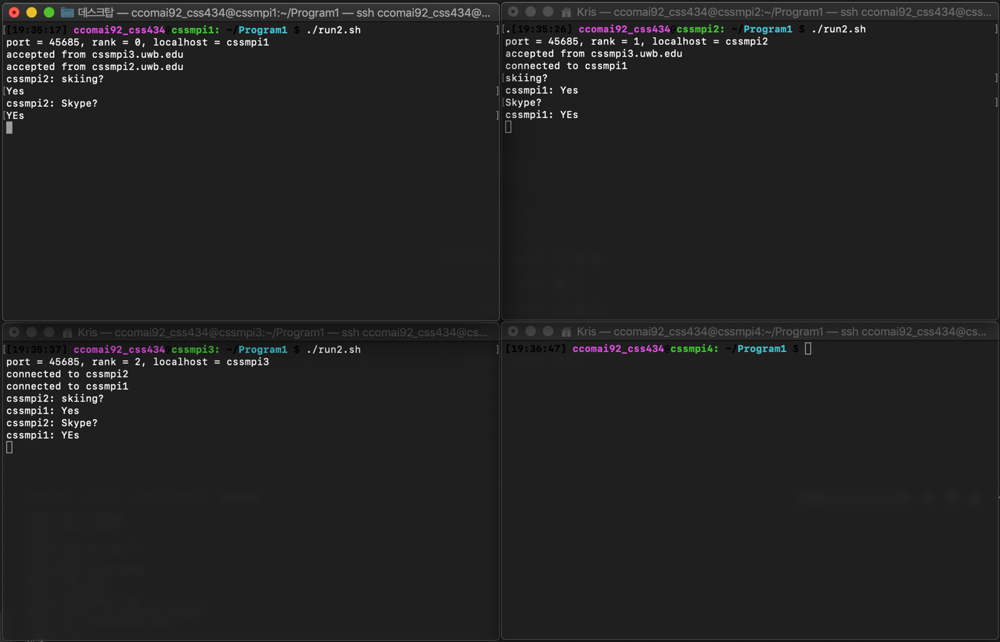 데스크탑 — ccomai92_css434@cssmpi1:~/Program1 — ssh ccomai92_css434@...
[[19:35:17] ccomai92_css434@cssmpi1: ~/Program1 $ ./run2.sh ]
port = 45685, rank = 0, localhost = cssmpi1
accepted from cssmpi3.uwb.edu
accepted from cssmpi2.uwb.edu
cssmpi2: skiing?
[Yes ]
cssmpi2: Skype?
[YEs ]
Kris — ccomai92_css434@cssmpi2:~/Program1 — ssh ccomai92_css434@css...
[.[19:35:26] ccomai92_css434@cssmpi2: ~/Program1 $ ./run2.sh ]
port = 45685, rank = 1, localhost = cssmpi2
accepted from cssmpi3.uwb.edu
connected to cssmpi1
[skiing? ]
cssmpi1: Yes
[Skype? ]
cssmpi1: YEs
Kris — ccomai92_css434@cssmpi3:~/Program1 — ssh ccomai92_css434@cs...
[[19:35:37] ccomai92_css434@cssmpi3: ~/Program1 $ ./run2.sh ]
port = 45685, rank = 2, localhost = cssmpi3
connected to cssmpi2
connected to cssmpi1
cssmpi2: skiing?
cssmpi1: Yes
cssmpi2: Skype?
cssmpi1: YEs
Kris — ccomai92_css434@cssmpi4:~/Program1 — ssh ccomai92_css434@cs...
[19:36:47] ccomai92_css434@cssmpi4: ~/Program1 $